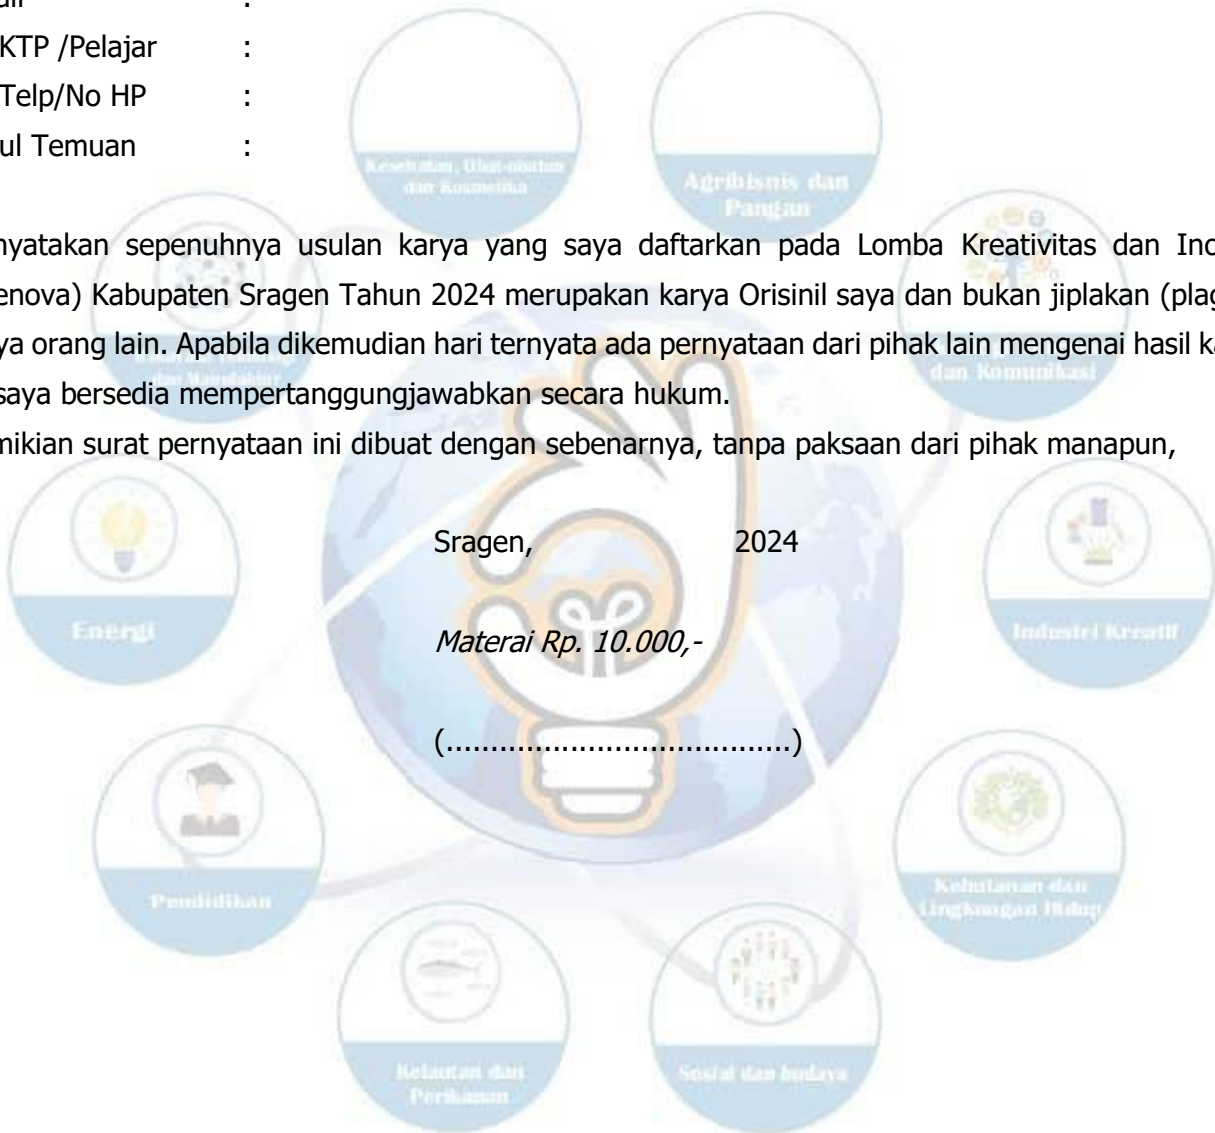 KTP /Pelajar :
Telp/No HP :
ul Temuan :
Kesehatan, Obat-obatan
dan Kosmetika
Agribisnis dan
Pangan
nyatakan sepenuhnya usulan karya yang saya daftarkan pada Lomba Kreativitas dan Ino
enova) Kabupaten Sragen Tahun 2024 merupakan karya Orisinil saya dan bukan jiplakan (plag
ya orang lain. Apabila dikemudian hari ternyata ada pernyataan dari pihak lain mengenai hasil ka
saya bersedia mempertanggungjawabkan secara hukum.
dan Komunikasi
mikian surat pernyataan ini dibuat dengan sebenarnya, tanpa paksaan dari pihak manapun,
Sragen, 2024
Energi
Materai Rp. 10.000,-
Industri Kreatif
(.......................................)
Pendidikan
Kehutanan dan
Lingkungan Hidup
Kelautan dan
Perikanan
Sosial dan budaya